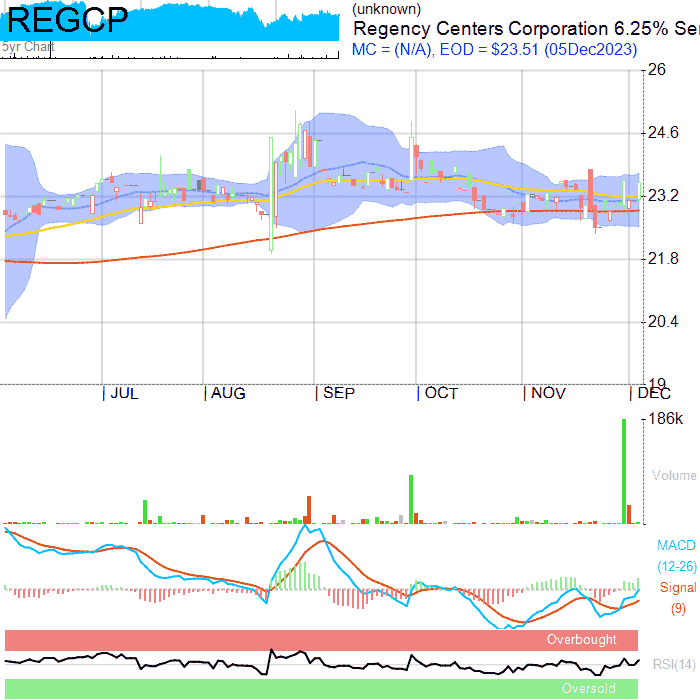 REGCP
(unknown)
Regency Centers Corporation 6.25% Se
5yr Chart
MC = (N/A), EOD = $23.51 (05Dec2023)
26
24.6
23.2
21.8
20.4
19
JUL AUG SEP OCT NOV DEC
186k
Volume
MACD
(12-26)
Signal
(9)
Overbought
RSI(14)
Oversold